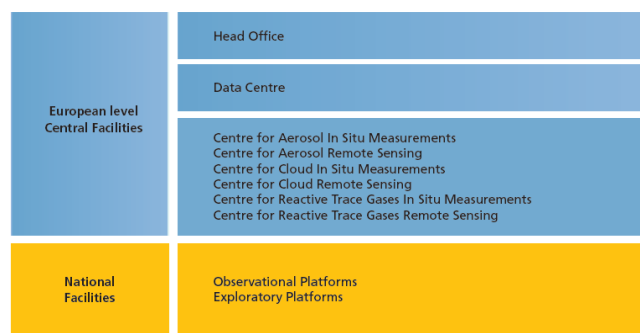 European level
Central Facilities
Head Office
Data Centre
Centre for Aerosol In Situ Measurements
Centre for Aerosol Remote Sensing
Centre for Cloud In Situ Measurements
Centre for Cloud Remote Sensing
Centre for Reactive Trace Gases In Situ Measurements
Centre for Reactive Trace Gases Remote Sensing
National
Facilities
Observational Platforms
Exploratory Platforms